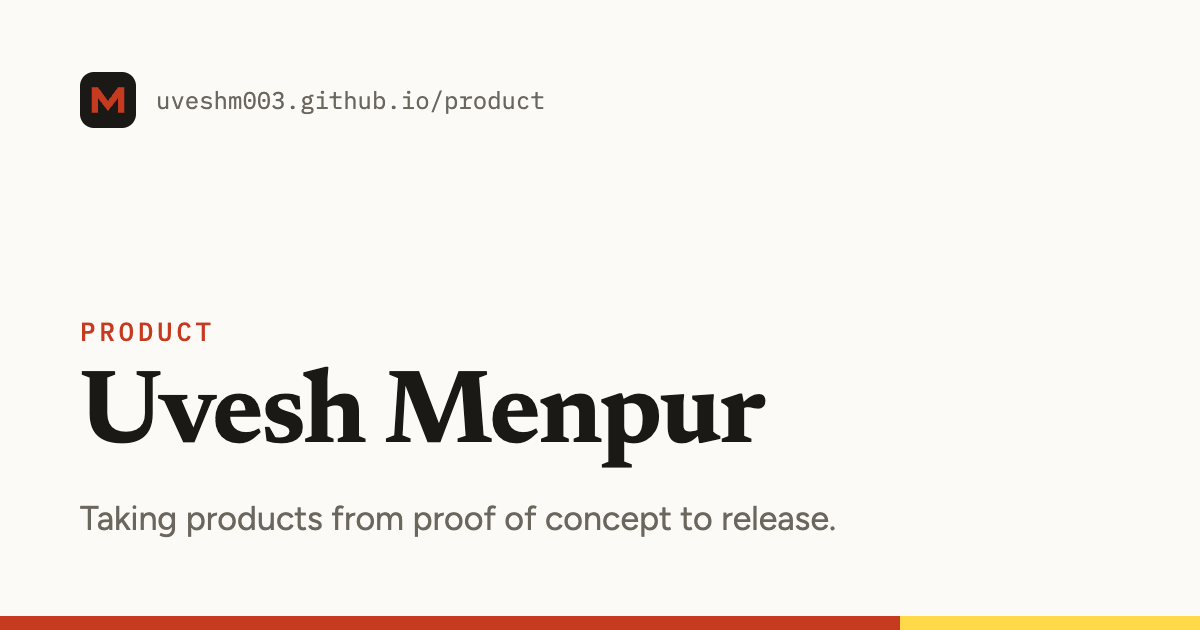 M
uveshm003.github.io/product
PRODUCT
Uvesh Menpur
Taking products from proof of concept to release.